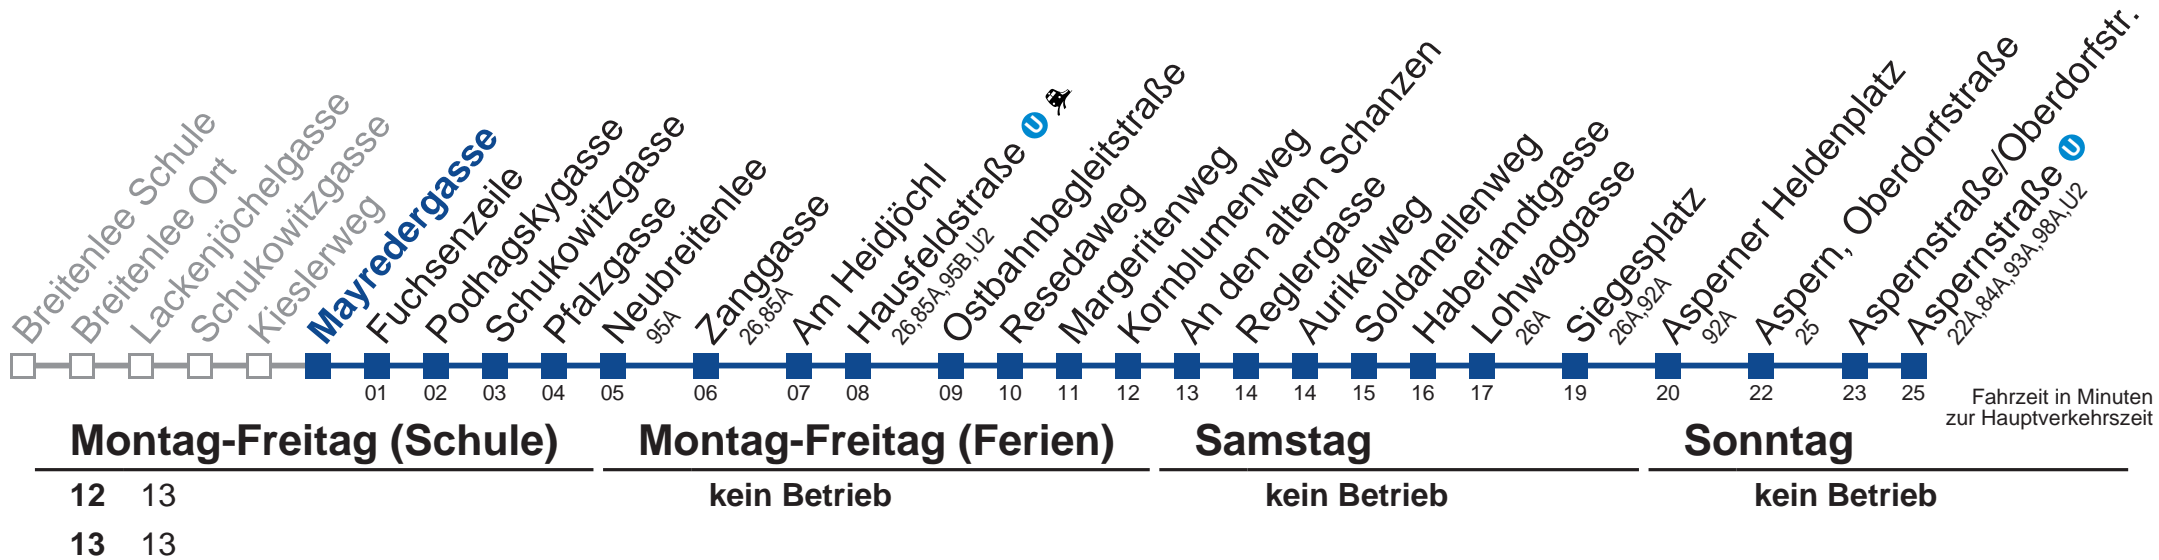 Breitenlee Schule
Breitenlee Ort
Lackenjöchelgasse
Schukowitzgasse
Kieslerweg
Mayredergasse
Fuchsenzeile
Podhagskygasse
Schukowitzgasse
Pfalzgasse
Neubreitenlee
95A
Zanggasse
26,85A
Am Heidjöchl
Hausfeldstraße U
26,85A,95B,U2
Ostbahnbegleitstraße
Resedaweg
Margeritenweg
Kornblumenweg
An den alten Schanzen
Reglergasse
Aurikelweg
Soldanellenweg
Haberlandtgasse
Lohwaggasse
26A
Siegesplatz
26A,92A
Asperner Heldenplatz
92A
Aspern, Oberdorfstraße
25
Aspernstraße/Oberdorfstr.
Aspernstraße U
22A,84A,93A,98A,U2
01 02 03 04 05 06 07 08 09 10 11 12 13 14 14 15 16 17 19 20 22 23 25
Fahrzeit in Minuten
zur Hauptverkehrszeit
Montag-Freitag (Schule) Montag-Freitag (Ferien) Samstag Sonntag
12 13 kein Betrieb kein Betrieb kein Betrieb
13 13